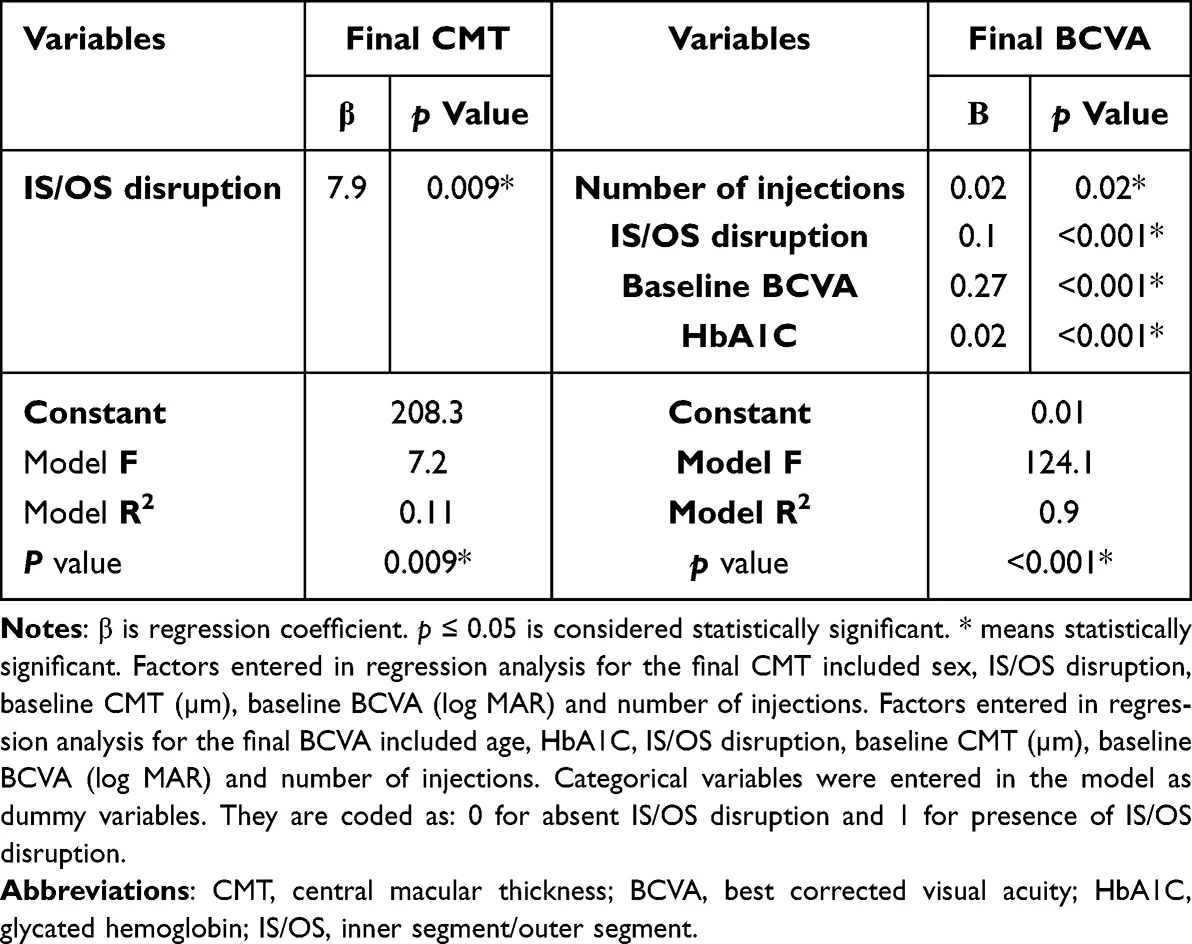 Variables Final CMT Variables Final BCVA
β p Value B p Value
IS/OS disruption 7.9 0.009* Number of injections 0.02 0.02*
IS/OS disruption 0.1 <0.001*
Baseline BCVA 0.27 <0.001*
HbA1C 0.02 <0.001*
Constant 208.3 Constant 0.01
Model F 7.2 Model F 124.1
Model R² 0.11 Model R² 0.9
P value 0.009* p value <0.001*
Notes: β is regression coefficient. p ≤ 0.05 is considered statistically significant. * means statistically
significant. Factors entered in regression analysis for the final CMT included sex, IS/OS disruption,
baseline CMT (µm), baseline BCVA (log MAR) and number of injections. Factors entered in regres-
sion analysis for the final BCVA included age, HbA1C, IS/OS disruption, baseline CMT (µm), baseline
BCVA (log MAR) and number of injections. Categorical variables were entered in the model as
dummy variables. They are coded as: 0 for absent IS/OS disruption and 1 for presence of IS/OS
disruption.
Abbreviations: CMT, central macular thickness; BCVA, best corrected visual acuity; HbA1C,
glycated hemoglobin; IS/OS, inner segment/outer segment.